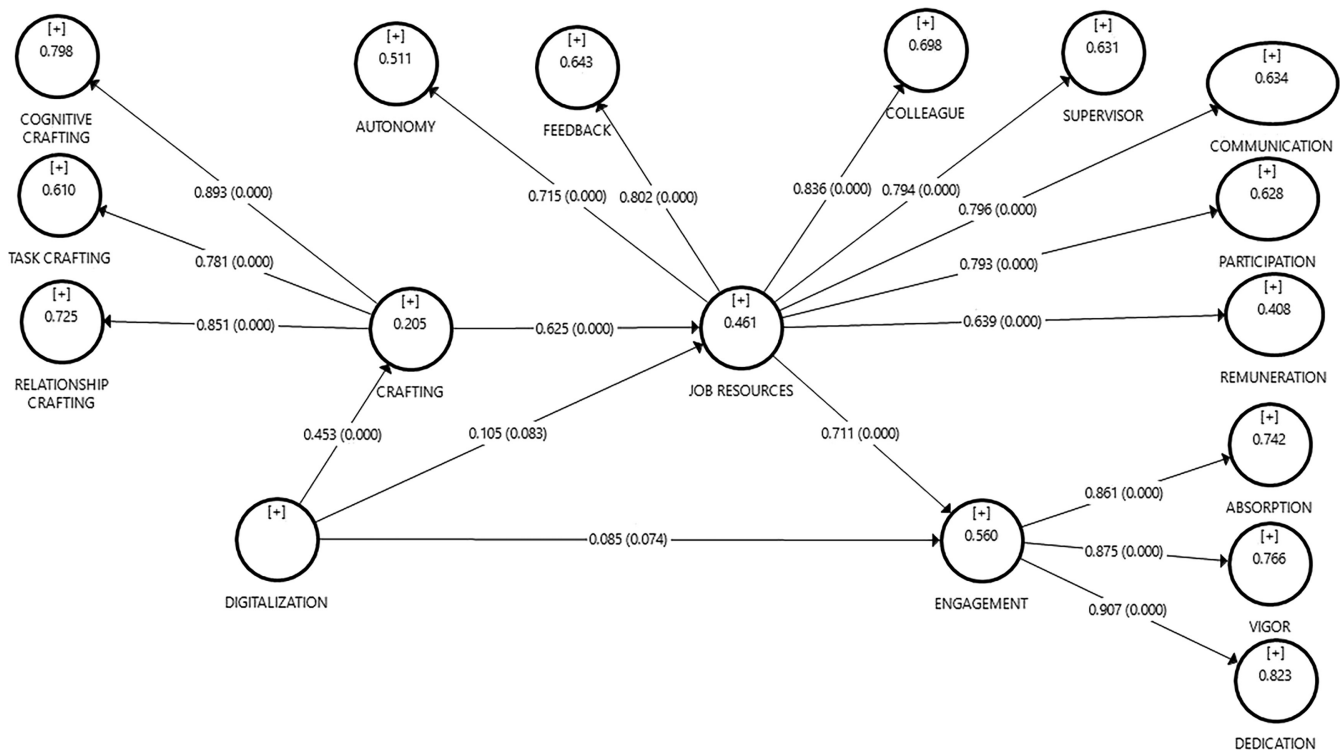 [+]
0.798
COGNITIVE
CRAFTING
[+]
0.511
AUTONOMY
[+]
0.643
FEEDBACK
[+]
0.698
COLLEAGUE
[+]
0.631
SUPERVISOR
[+]
0.634
COMMUNICATION
[+]
0.610
TASK CRAFTING
[+]
0.628
PARTICIPATION
0.893 (0.000)
0.715 (0.000)
0.802 (0.000)
0.836 (0.000)
0.794 (0.000)
0.796 (0.000)
0.781 (0.000)
0.793 (0.000)
[+]
0.725
RELATIONSHIP
CRAFTING
0.851 (0.000)
[+]
0.205
CRAFTING
0.625 (0.000)
[+]
0.461
JOB RESOURCES
0.639 (0.000)
[+]
0.408
REMUNERATION
0.453 (0.000)
0.105 (0.083)
0.711 (0.000)
[+]
0.742
ABSORPTION
0.861 (0.000)
[+]
DIGITALIZATION
0.085 (0.074)
[+]
0.560
ENGAGEMENT
0.875 (0.000)
[+]
0.766
VIGOR
0.907 (0.000)
[+]
0.823
DEDICATION